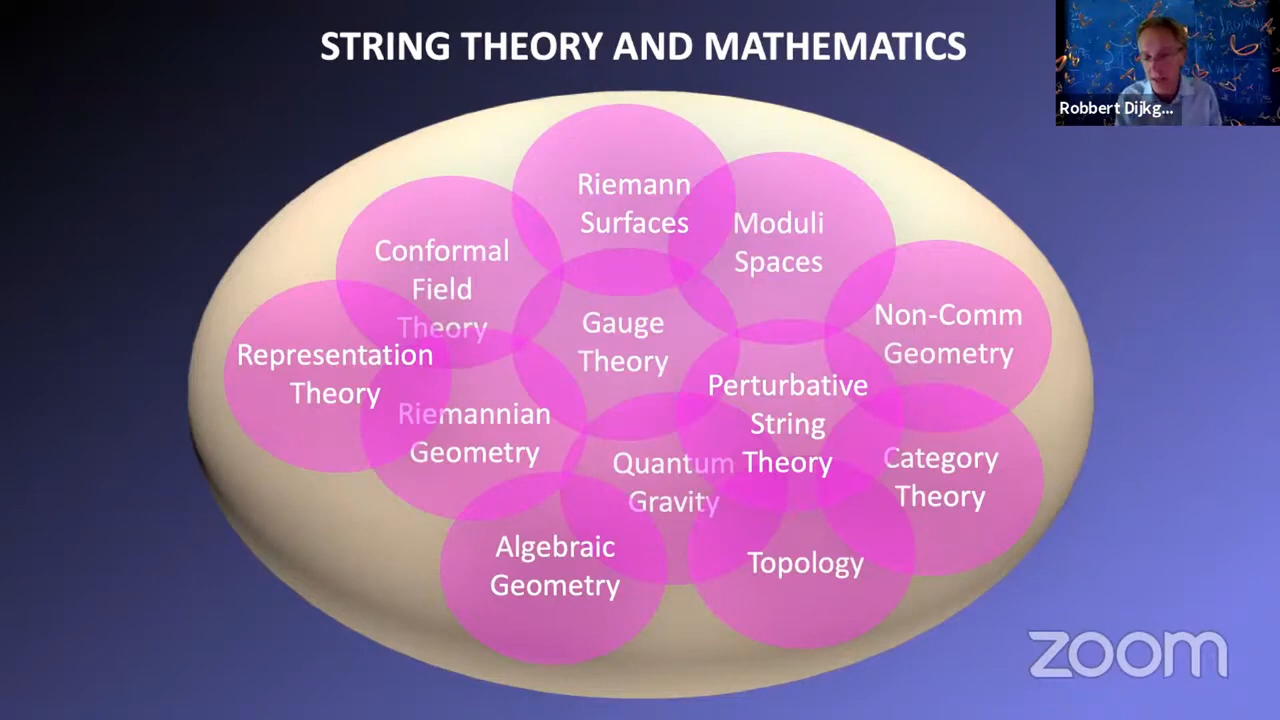 STRING THEORY AND MATHEMATICS
Robbert Dijkg...
Riemann
Surfaces
Moduli
Spaces
Conformal
Field
Theory
Non-Comm
Geometry
Gauge
Theory
Representation
Theory
Perturbative
String
Theory
Riemannian
Geometry
Quantum
Gravity
Category
Theory
Algebraic
Geometry
Topology
zoom